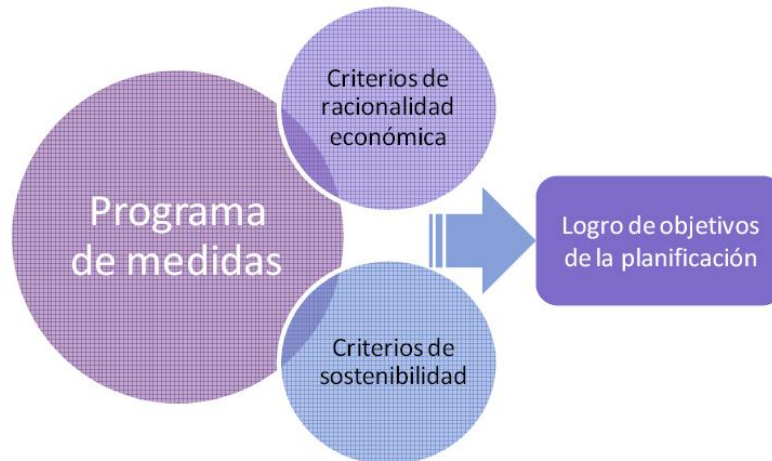 Criterios de
racionalidad
económica
Programa
de medidas
Logro de objetivos
de la planificación
Criterios de
sostenibilidad